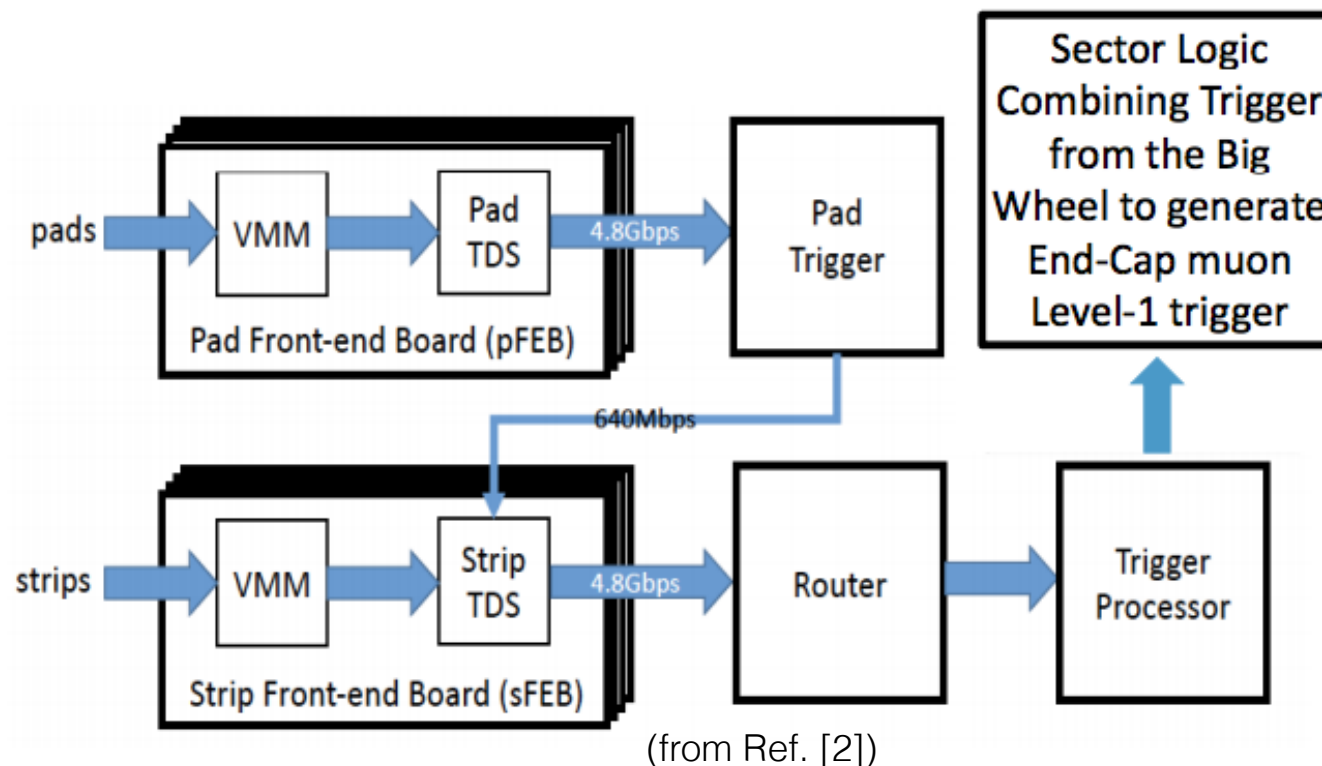 pads
VMM
Pad
TDS
4.8Gbps
Pad Front-end Board (pFEB)
Pad
Trigger
Sector Logic
Combining Trigger
from the Big
Wheel to generate
End-Cap muon
Level-1 trigger
640Mbps
strips
VMM
Strip
TDS
4.8Gbps
Strip Front-end Board (sFEB)
Router
Trigger
Processor
(from Ref. [2])